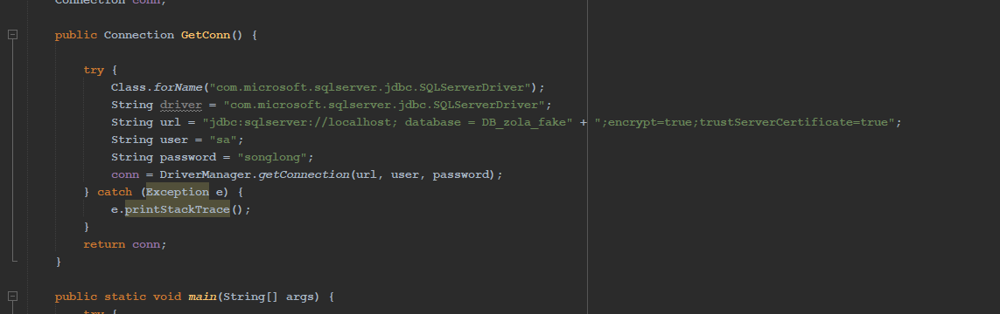 Connection conn;
public Connection GetConn() {
try {
Class.forName("com.microsoft.sqlserver.jdbc.SQLServerDriver");
String driver = "com.microsoft.sqlserver.jdbc.SQLServerDriver";
String url = "jdbc:sqlserver://localhost; database = DB_zola_fake" + ";encrypt=true;trustServerCertificate=true";
String user = "sa";
String password = "songlong";
conn = DriverManager.getConnection(url, user, password);
} catch (Exception e) {
e.printStackTrace();
}
return conn;
}
public static void main(String[] args) {
try {